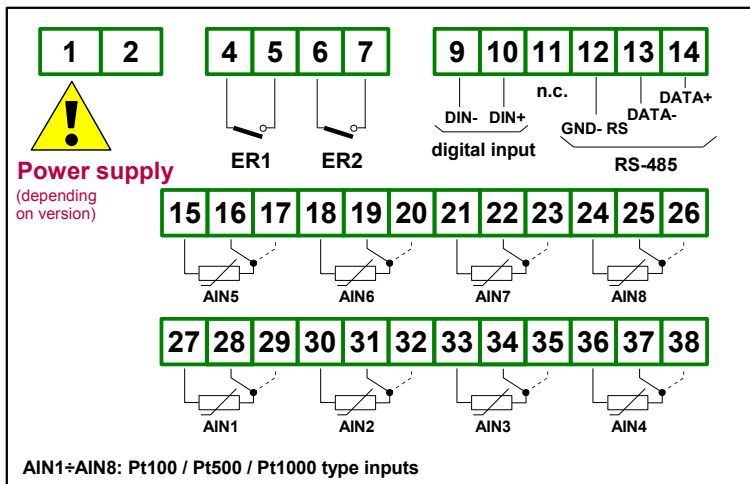 1 2 4 5 6 7 9 10 11 12 13 14
!
n.c.
DIN- DIN+ GND- RS DATA- DATA+
digital input
RS-485
ER1 ER2
Power supply
(depending
on version)
15 16 17 18 19 20 21 22 23 24 25 26
AIN5 AIN6 AIN7 AIN8
27 28 29 30 31 32 33 34 35 36 37 38
AIN1 AIN2 AIN3 AIN4
AIN1÷AIN8: Pt100 / Pt500 / Pt1000 type inputs